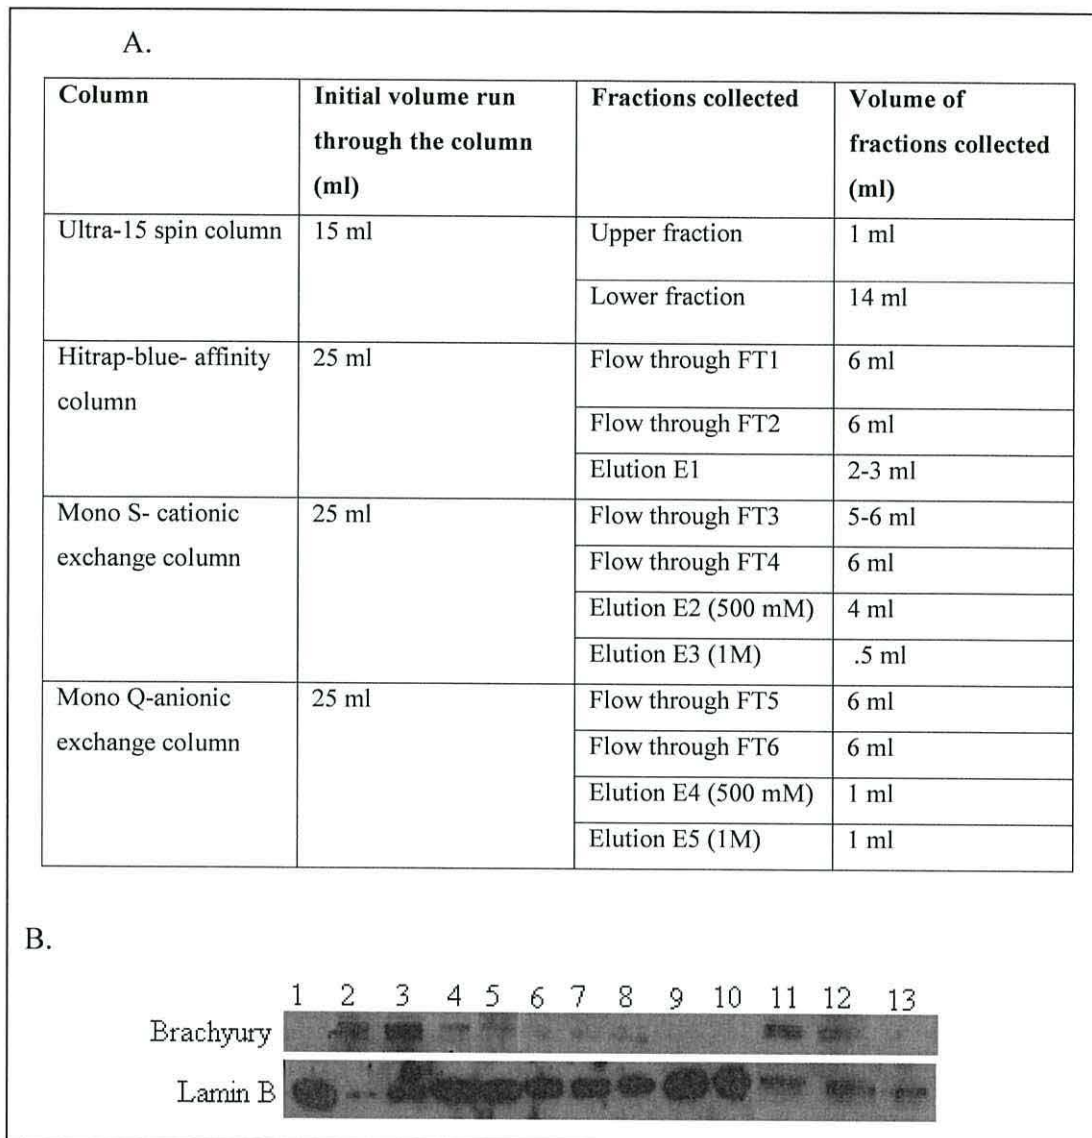 A.
Column
Initial volume run
through the column
(ml)
Fractions collected
Volume of
fractions collected
(ml)
Ultra-15 spin column
15 ml
Upper fraction
1 ml
Lower fraction
14 ml
Hitrap-blue- affinity
column
25 ml
Flow through FT1
6 ml
Flow through FT2
6 ml
Elution E1
2-3 ml
Mono S- cationic
exchange column
25 ml
Flow through FT3
5-6 ml
Flow through FT4
6 ml
Elution E2 (500 mM)
4 ml
Elution E3 (1M)
.5 ml
Mono Q-anionic
exchange column
25 ml
Flow through FT5
6 ml
Flow through FT6
6 ml
Elution E4 (500 mM)
1 ml
Elution E5 (1M)
1 ml
B.
1 2 3 4 5 6 7 8 9 10 11 12 13
Brachyury
Lamin B